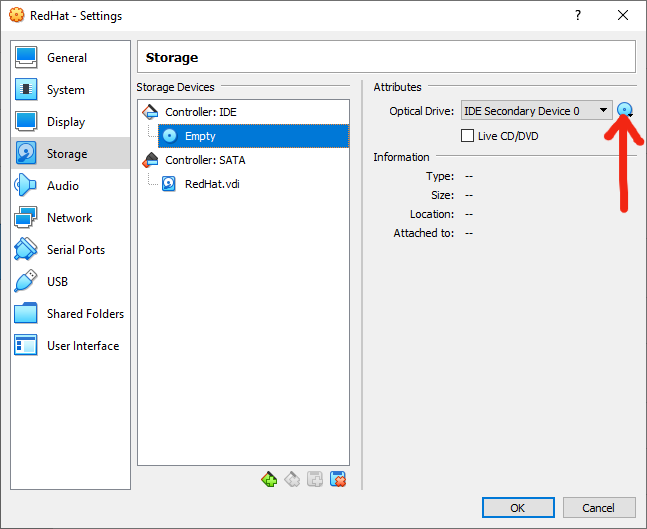 RedHat - Settings
General
System
Display
Storage
Audio
Network
Serial Ports
USB
Shared Folders
User Interface
Storage
Storage Devices
Controller: IDE
Empty
Controller: SATA
RedHat.vdi
Attributes
Optical Drive: IDE Secondary Device 0
Live CD/DVD
Information
Type: --
Size: --
Location: --
Attached to: --
OK Cancel